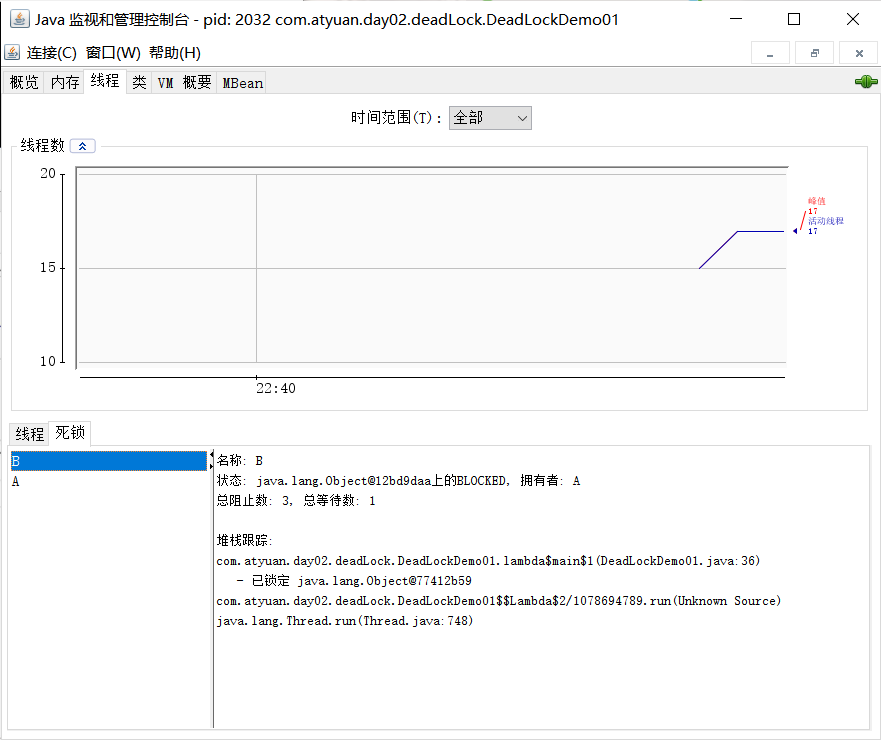 Java 监视和管理控制台 - pid: 2032 com.atyuan.day02.deadLock.DeadLockDemo01
连接(C) 窗口(W) 帮助(H)
概览 内存 线程 类 VM 概要 MBean
时间范围(T): 全部
线程数
20
15
10
22:40
峰值
17
活动线程
17
线程 死锁
B
A
名称: B
状态: java.lang.Object@12bd9daa上的BLOCKED, 拥有者: A
总阻止数: 3, 总等待数: 1
堆栈跟踪:
com.atyuan.day02.deadLock.DeadLockDemo01.lambda$main$1(DeadLockDemo01.java:36)
- 已锁定 java.lang.Object@77412b59
com.atyuan.day02.deadLock.DeadLockDemo01$$Lambda$2/1078694789.run(Unknown Source)
java.lang.Thread.run(Thread.java:748)